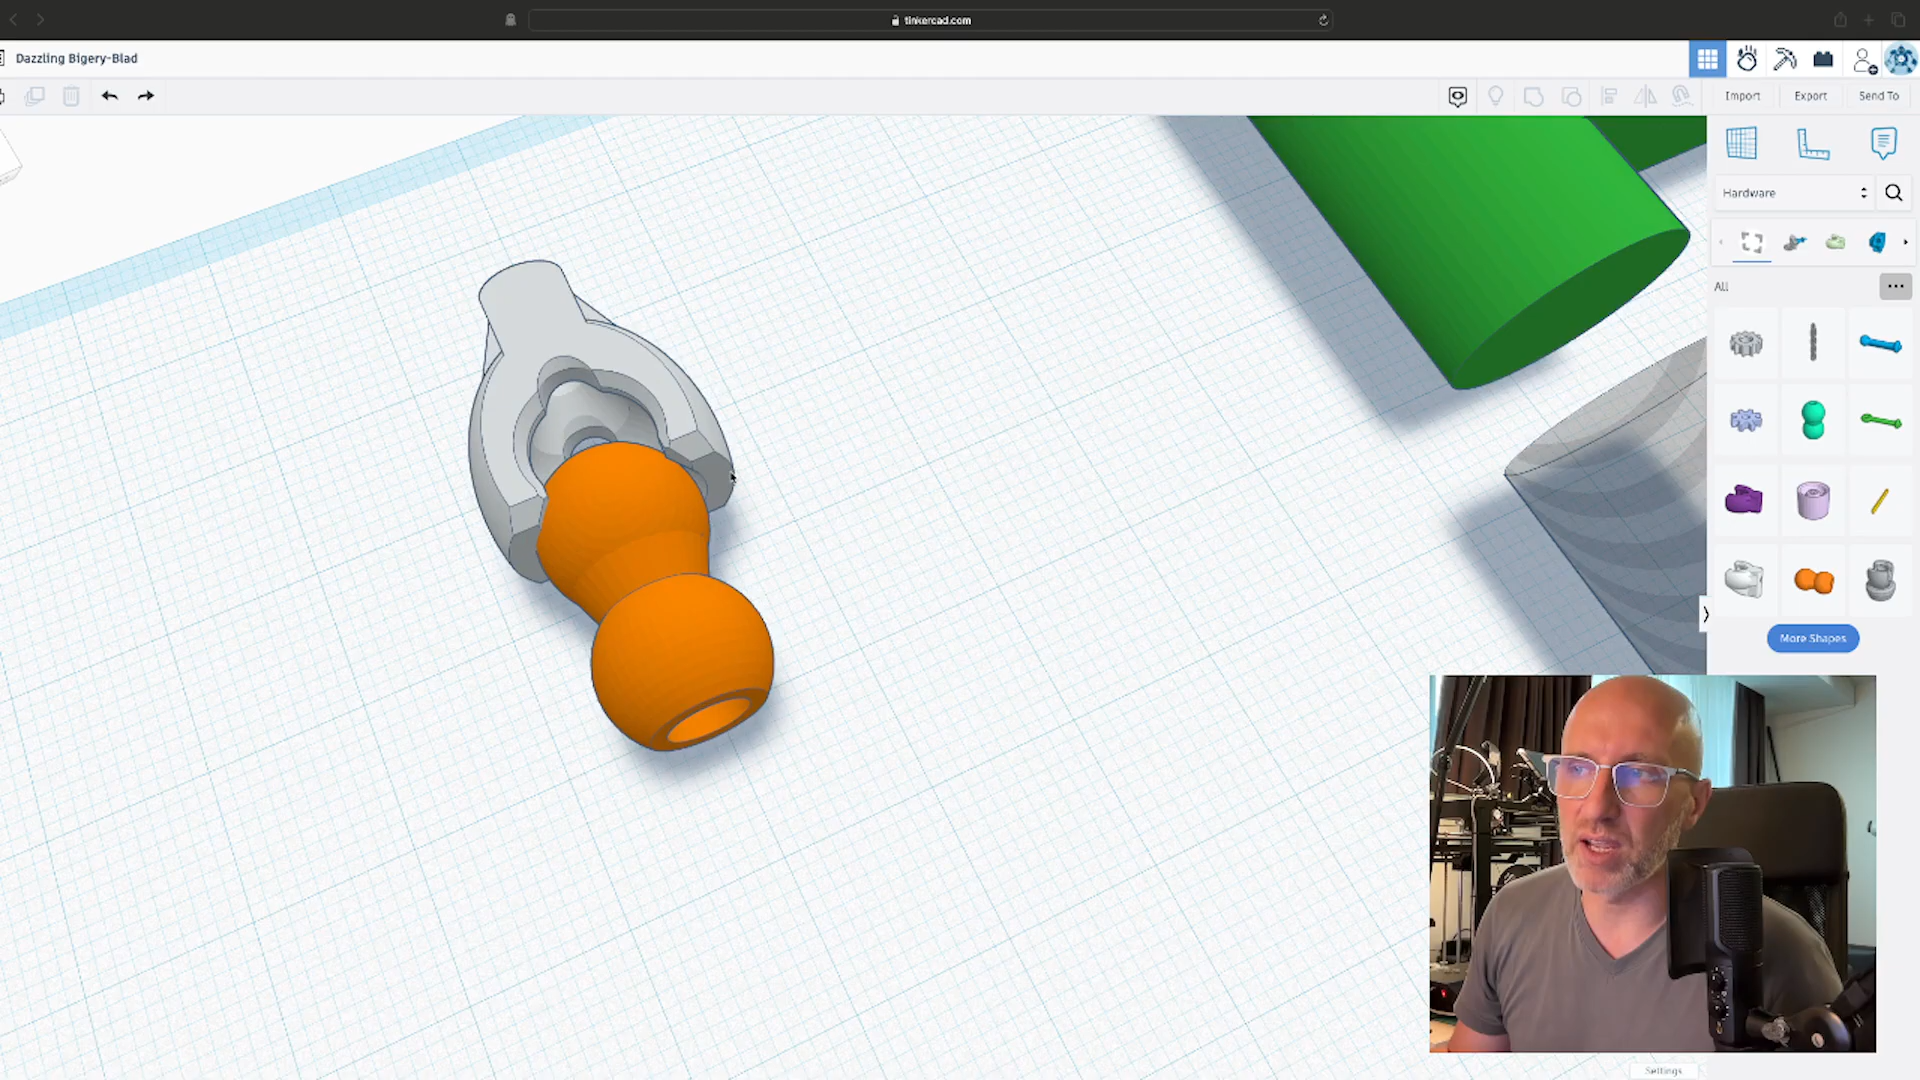 tinkercad.com
Dazzling Bigery-Blad
Import
Export
Send To
Hardware
All
More Shapes
Settings